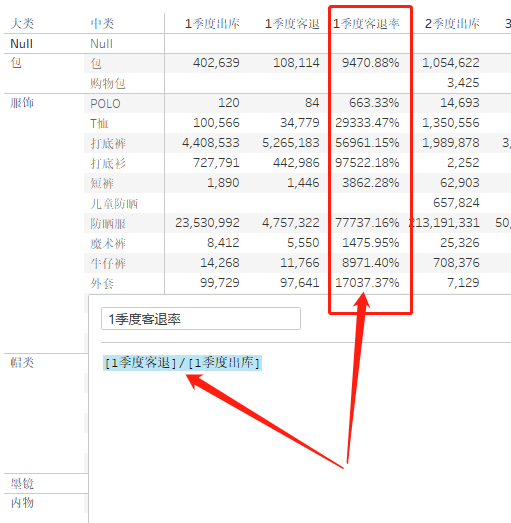 大类 中类 1季度出库 1季度客退 1季度客退率 2季度出库 3
Null Null
包 包 402,639 108,114 9470.88% 1,054,622
购物包 3,425
服饰 POLO 120 84 663.33% 14,693
T恤 100,566 34,779 29333.47% 1,350,556
打底裤 4,408,533 5,265,183 56961.15% 1,989,878 3,
打底衫 727,791 442,986 97522.18% 2,252
短裤 1,890 1,446 3862.28% 62,903
儿童防晒 657,824
防晒服 23,530,992 4,757,322 77737.16% 213,191,331 50,
魔术裤 8,412 5,550 1475.95% 25,326
牛仔裤 14,268 11,766 8971.40% 708,376
外套 99,729 97,641 17037.37% 7,129
1季度客退率
帽类 [1季度客退]/[1季度出库]
墨镜
内物